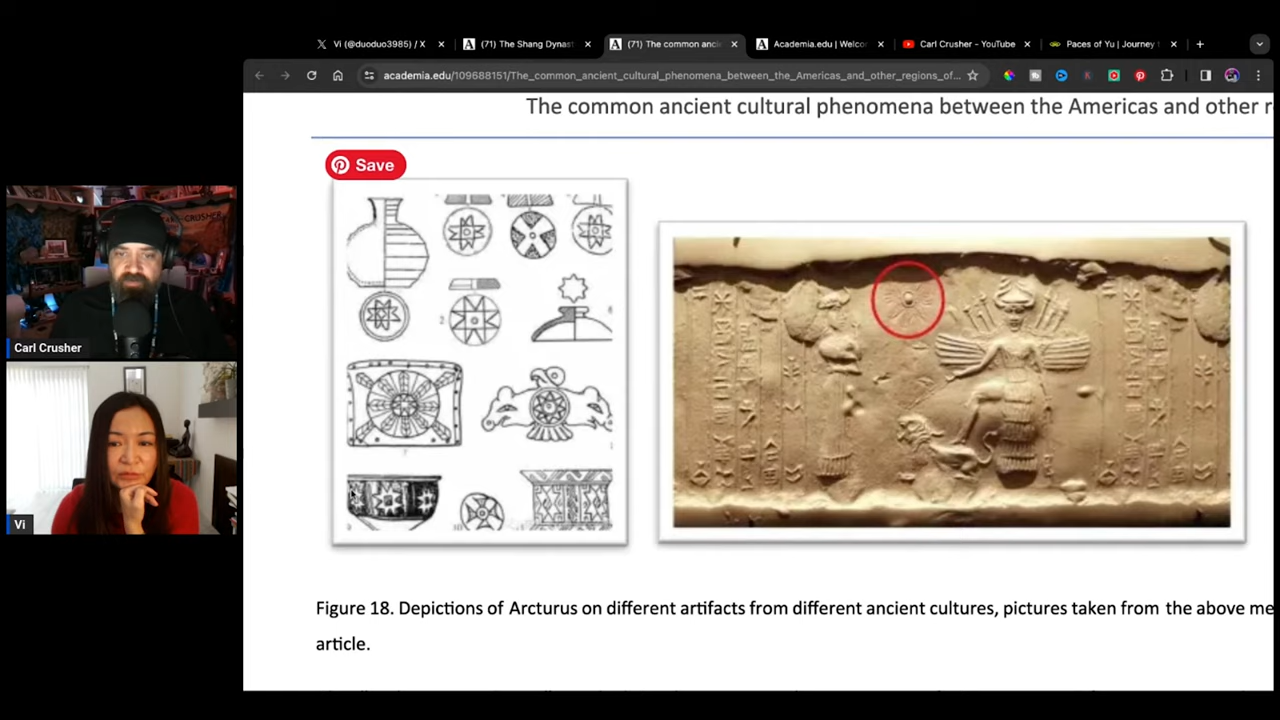 Vi (@duoduo3985) / X
(71) The Shang Dynast
(71) The common anci
Academia.edu | Welco
Carl Crusher - YouTube
Paces of Yu | Journey t
academia.edu/109688151/The_common_ancient_cultural_phenomena_between_the_Americas_and_other_regions_of...
The common ancient cultural phenomena between the Americas and other r
Save
Carl Crusher
Vi
Figure 18. Depictions of Arcturus on different artifacts from different ancient cultures, pictures taken from the above me
article.